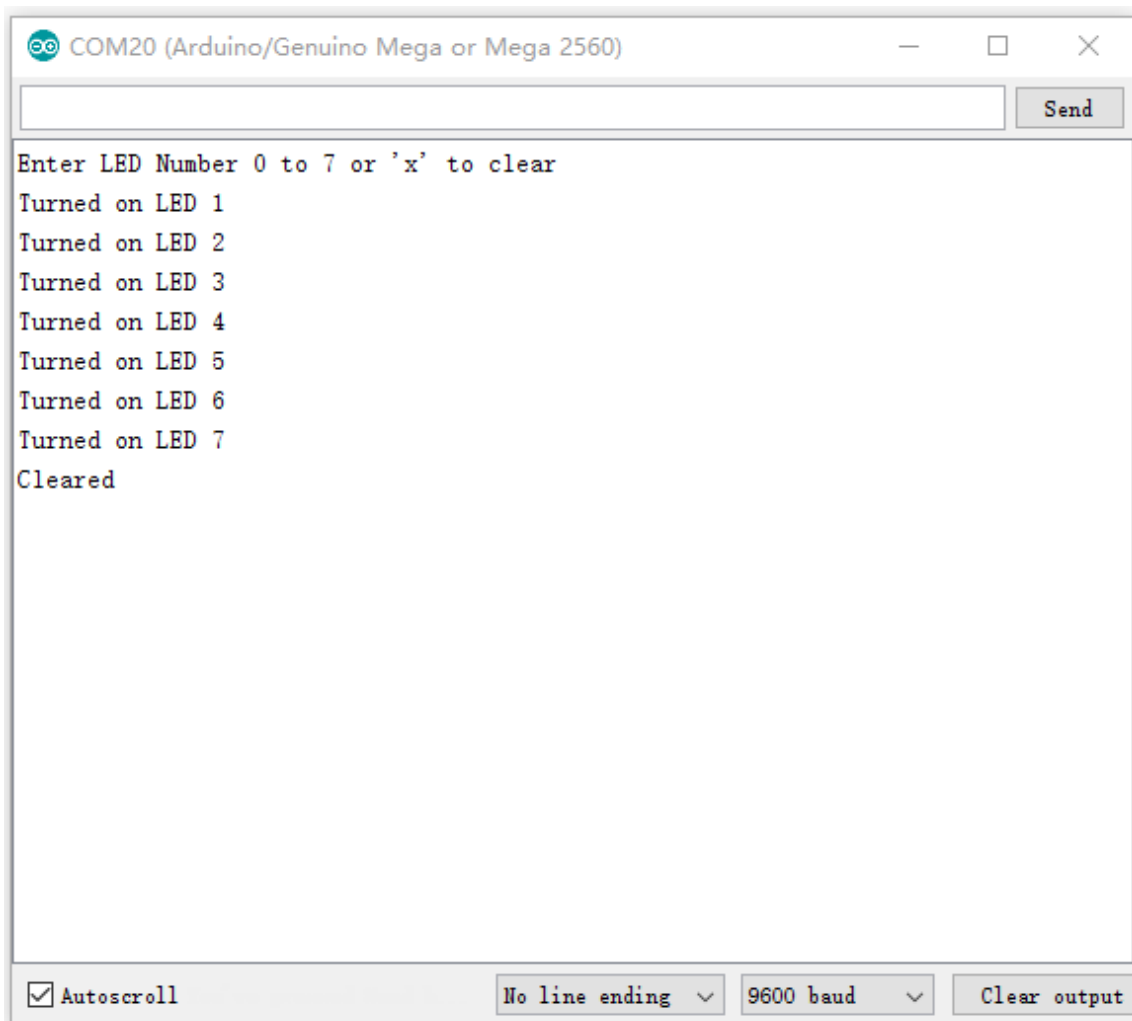 COM20 (Arduino/Genuino Mega or Mega 2560)
Send
Enter LED Number 0 to 7 or 'x' to clear
Turned on LED 1
Turned on LED 2
Turned on LED 3
Turned on LED 4
Turned on LED 5
Turned on LED 6
Turned on LED 7
Cleared
Autoscroll No line ending 9600 baud Clear output